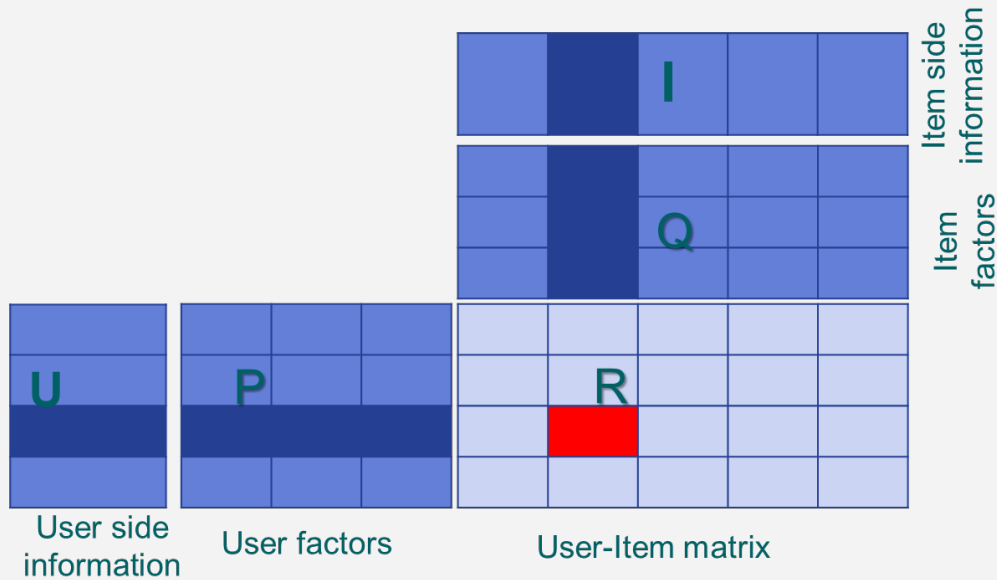 I
Item side
information
Q
Item
factors
U
P
R
User side
information
User factors
User-Item matrix